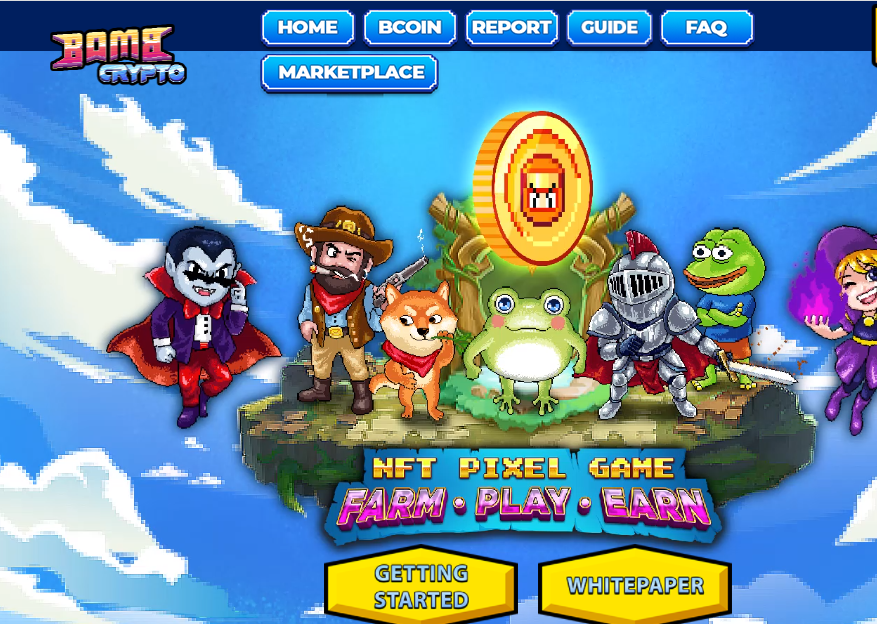 BOMB
CRYPTO
HOME
BCOIN
REPORT
GUIDE
FAQ
MARKETPLACE
NFT PIXEL GAME
FARM • PLAY • EARN
GETTING
STARTED
WHITEPAPER